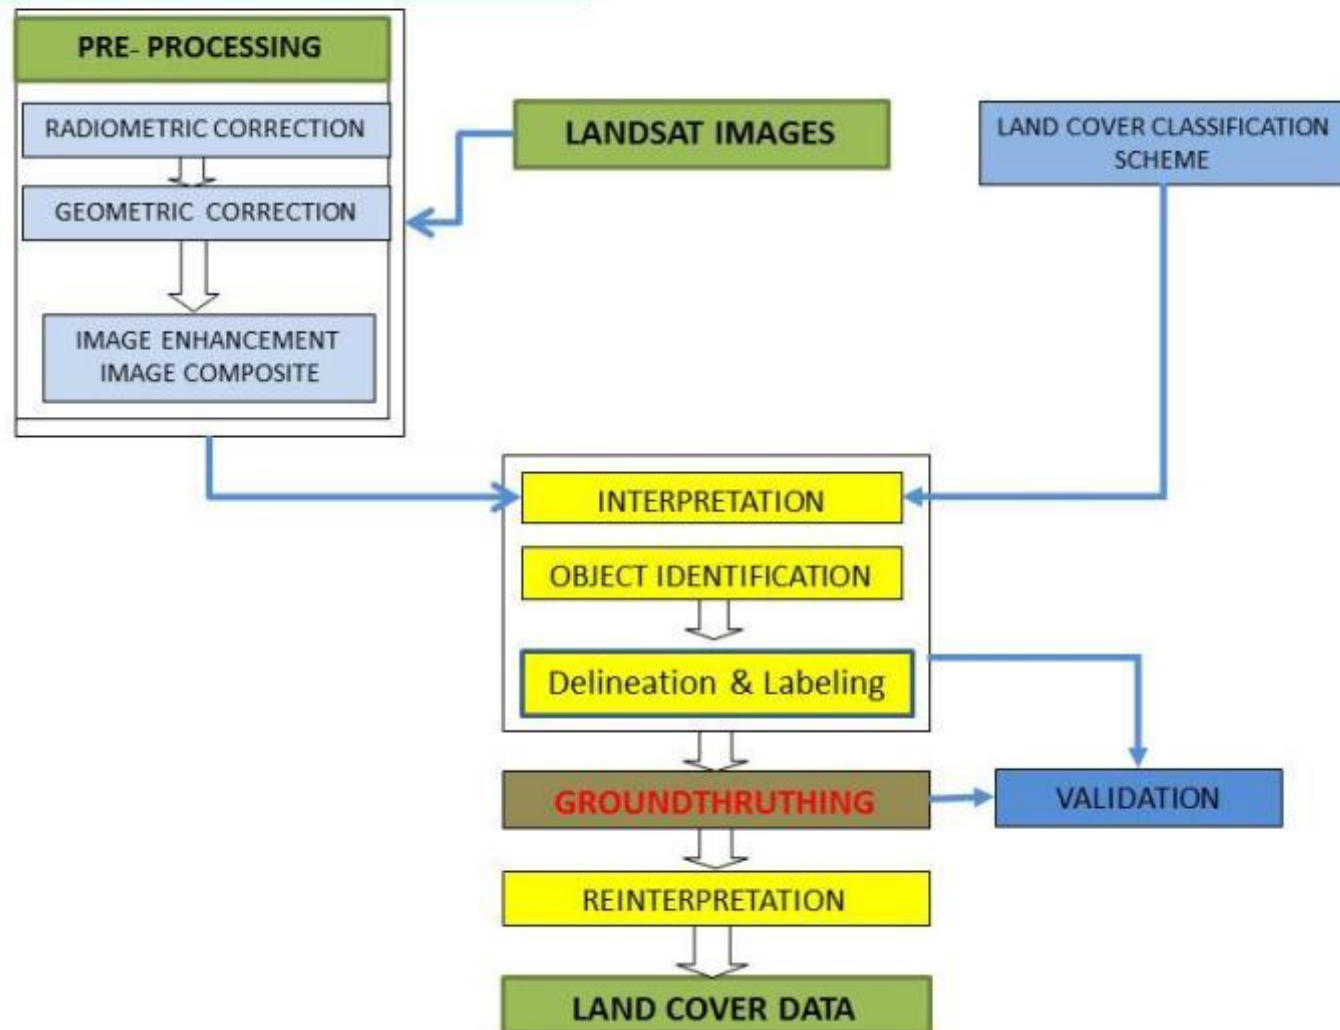 PRE- PROCESSING
RADIOMETRIC CORRECTION
GEOMETRIC CORRECTION
IMAGE ENHANCEMENT
IMAGE COMPOSITE
LANDSAT IMAGES
LAND COVER CLASSIFICATION
SCHEME
INTERPRETATION
OBJECT IDENTIFICATION
Delineation & Labeling
GROUNDTHRUTHING
VALIDATION
REINTERPRETATION
LAND COVER DATA